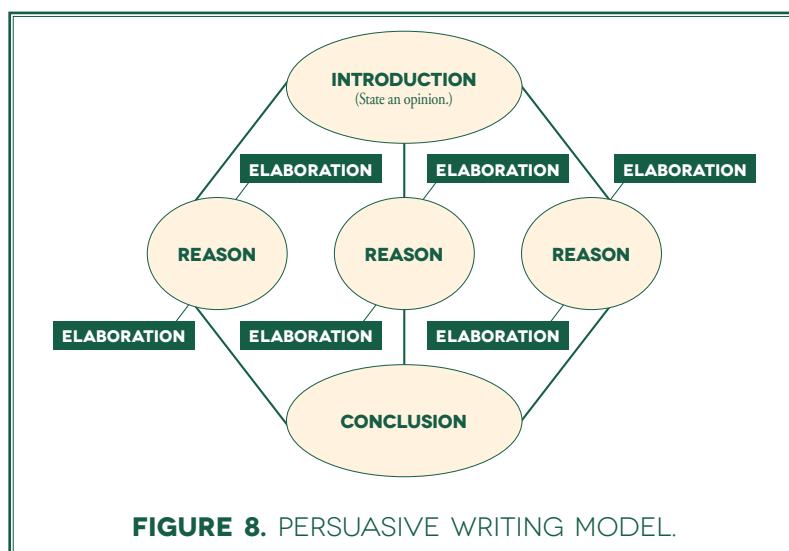 INTRODUCTION
(State an opinion.)
ELABORATION
ELABORATION
ELABORATION
REASON
REASON
REASON
ELABORATION
ELABORATION
ELABORATION
CONCLUSION
FIGURE 8. PERSUASIVE WRITING MODEL.